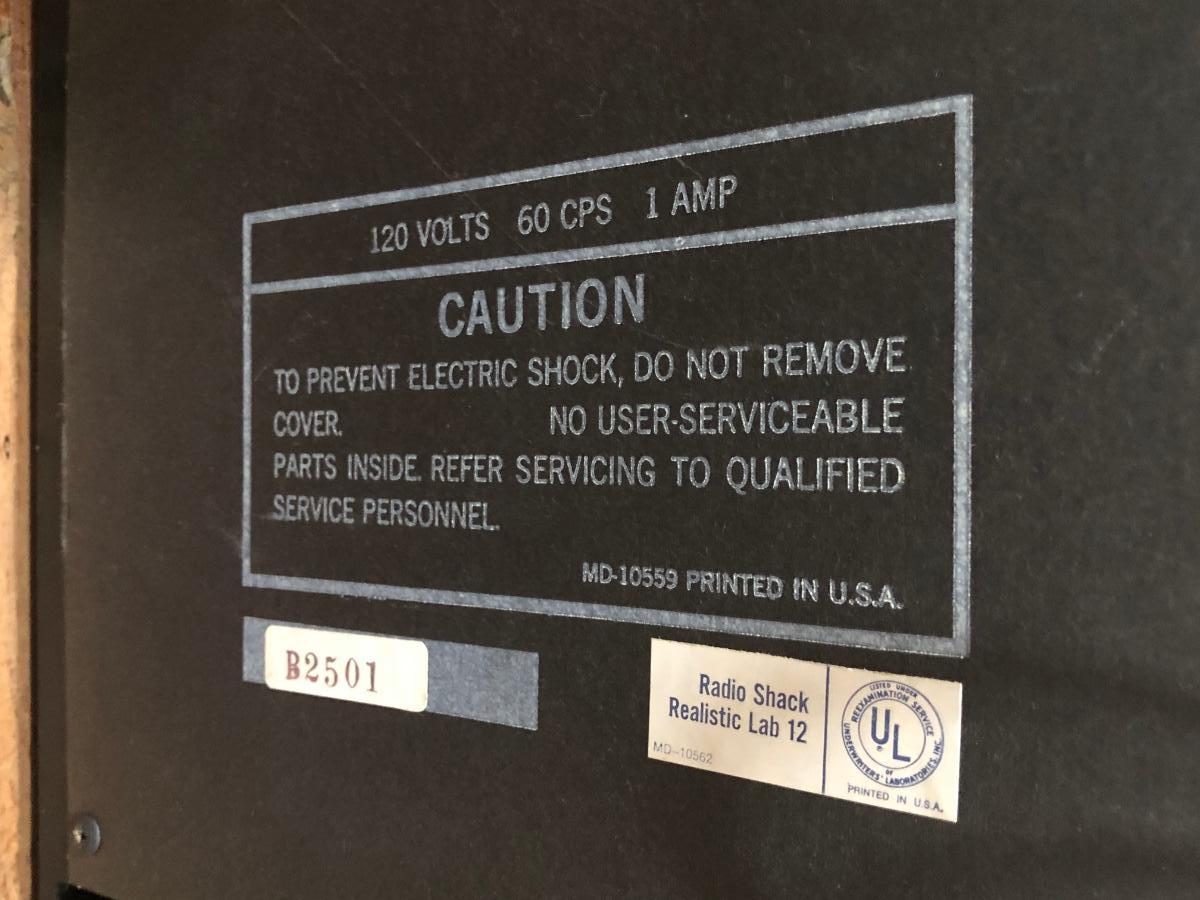 120 VOLTS 60 CPS 1 AMP
CAUTION
TO PREVENT ELECTRIC SHOCK, DO NOT REMOVE
COVER. NO USER-SERVICEABLE
PARTS INSIDE. REFER SERVICING TO QUALIFIED
SERVICE PERSONNEL.
MD-10559 PRINTED IN U.S.A.
B2501
Radio Shack
Realistic Lab 12
MD-10562
LISTED UNDER
REEXAMINATION SERVICE
UL
®
OF
UNDERWRITERS' LABORATORIES, INC.
PRINTED IN U.S.A.